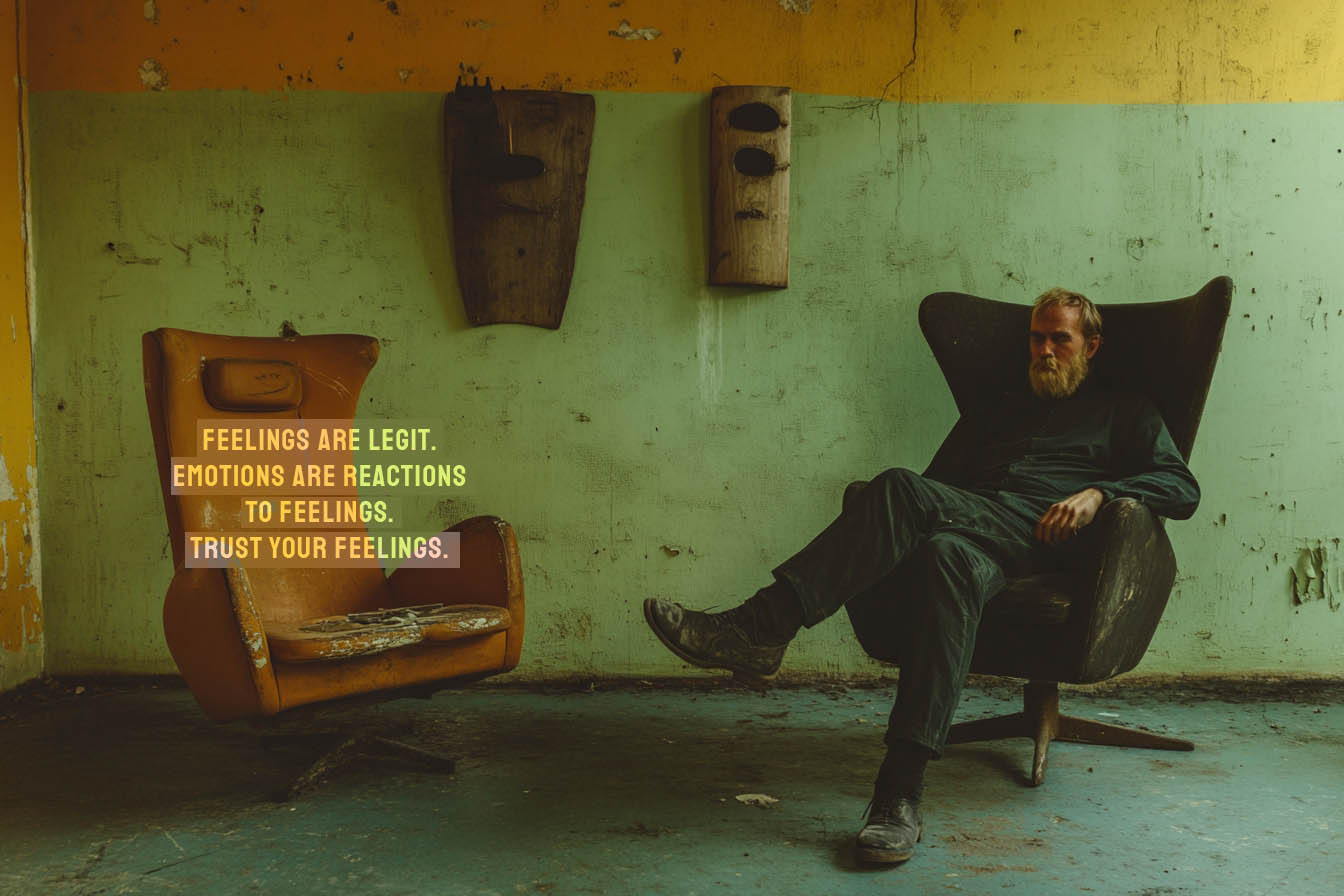 FEELINGS ARE LEGIT.
EMOTIONS ARE REACTIONS
TO FEELINGS.
TRUST YOUR FEELINGS.